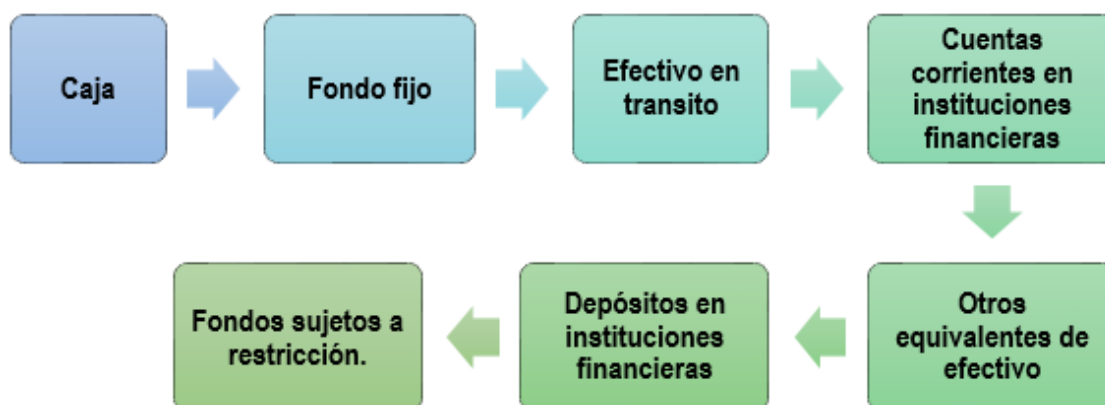 Caja
Fondo fijo
Efectivo en
transito
Cuentas
corrientes en
instituciones
financieras
Otros
equivalentes de
efectivo
Depósitos en
instituciones
financieras
Fondos sujetos a
restricción.